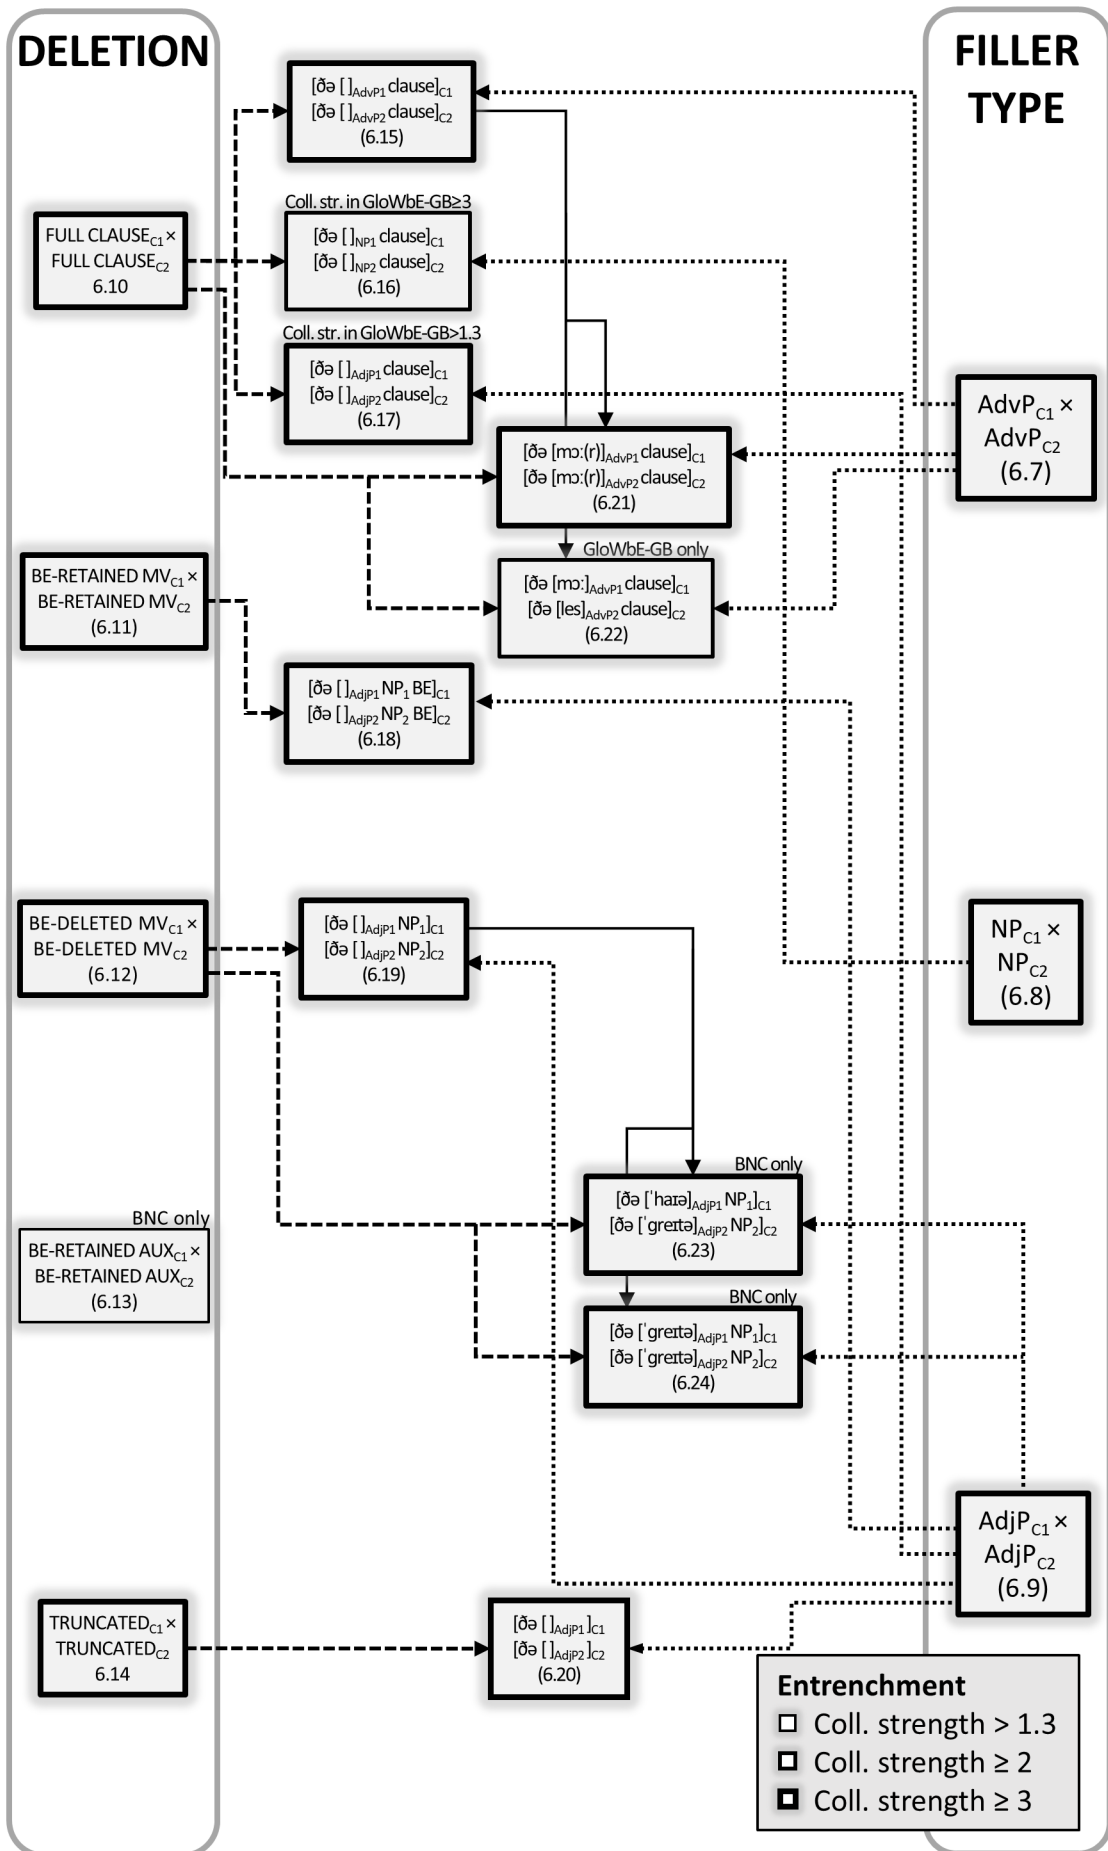 DELETION
FILLER
TYPE
[ðə [ ]AdvP1 clause]C1
[ðə [ ]AdvP2 clause]C2
(6.15)
Coll. str. in GloWbE-GB≥3
FULL CLAUSEC1 ×
FULL CLAUSEC2
6.10
[ðə [ ]NP1 clause]C1
[ðə [ ]NP2 clause]C2
(6.16)
Coll. str. in GloWbE-GB>1.3
[ðə [ ]AdjP1 clause]C1
[ðə [ ]AdjP2 clause]C2
(6.17)
AdvPC1 ×
AdvPC2
(6.7)
[ðə [mɔː(r)]AdvP1 clause]C1
[ðə [mɔː(r)]AdvP2 clause]C2
(6.21)
GloWbE-GB only
BE-RETAINED MVC1 ×
BE-RETAINED MVC2
(6.11)
[ðə [mɔː]AdvP1 clause]C1
[ðə [les]AdvP2 clause]C2
(6.22)
[ðə [ ]AdjP1 NP1 BE]C1
[ðə [ ]AdjP2 NP2 BE]C2
(6.18)
BE-DELETED MVC1 ×
BE-DELETED MVC2
(6.12)
[ðə [ ]AdjP1 NP1]C1
[ðə [ ]AdjP2 NP2]C2
(6.19)
NPC1 ×
NPC2
(6.8)
BNC only
[ðə [ˈhaɪə]AdjP1 NP1]C1
[ðə [ˈgreɪtə]AdjP2 NP2]C2
(6.23)
BNC only
BE-RETAINED AUXC1 ×
BE-RETAINED AUXC2
(6.13)
BNC only
[ðə [ˈgreɪtə]AdjP1 NP1]C1
[ðə [ˈgreɪtə]AdjP2 NP2]C2
(6.24)
AdjPC1 ×
AdjPC2
(6.9)
TRUNCATEDC1 ×
TRUNCATEDC2
6.14
[ðə [ ]AdjP1]C1
[ðə [ ]AdjP2]C2
(6.20)
Entrenchment
Coll. strength > 1.3
Coll. strength ≥ 2
Coll. strength ≥ 3